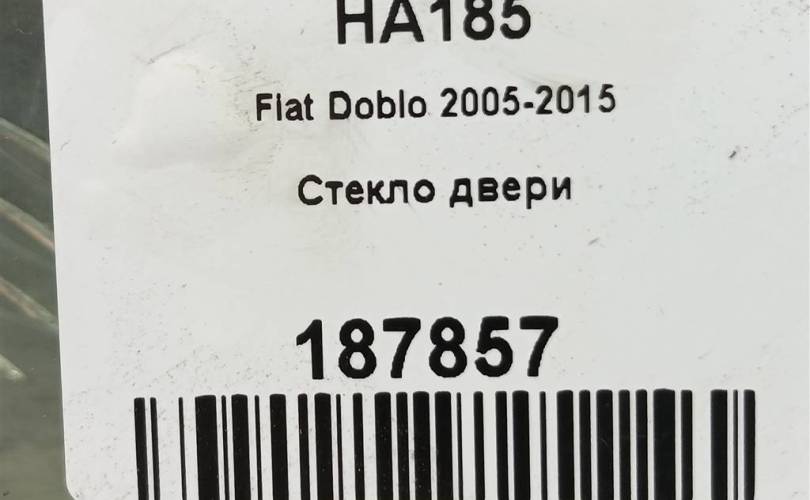 HA185
Fiat Doblo 2005-2015
Стекло двери
187857